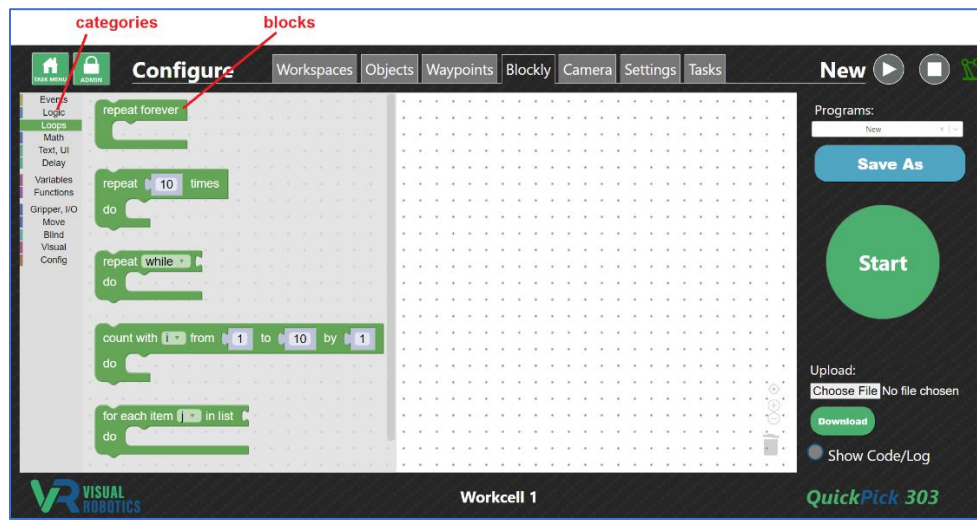 categories
blocks
TASK MENU
ADMIN
Configure
Workspaces Objects Waypoints Blockly Camera Settings Tasks
New
Events
Logic
Loops
Math
Text, UI
Delay
Variables
Functions
Gripper, I/O
Move
Blind
Visual
Config
repeat forever
repeat 10 times
do
repeat while
do
count with i from 1 to 10 by 1
do
for each item j in list
do
Programs:
New
Save As
Start
Upload:
Choose File No file chosen
Download
Show Code/Log
VR VISUAL
ROBOTICS
Workcell 1
QuickPick 303